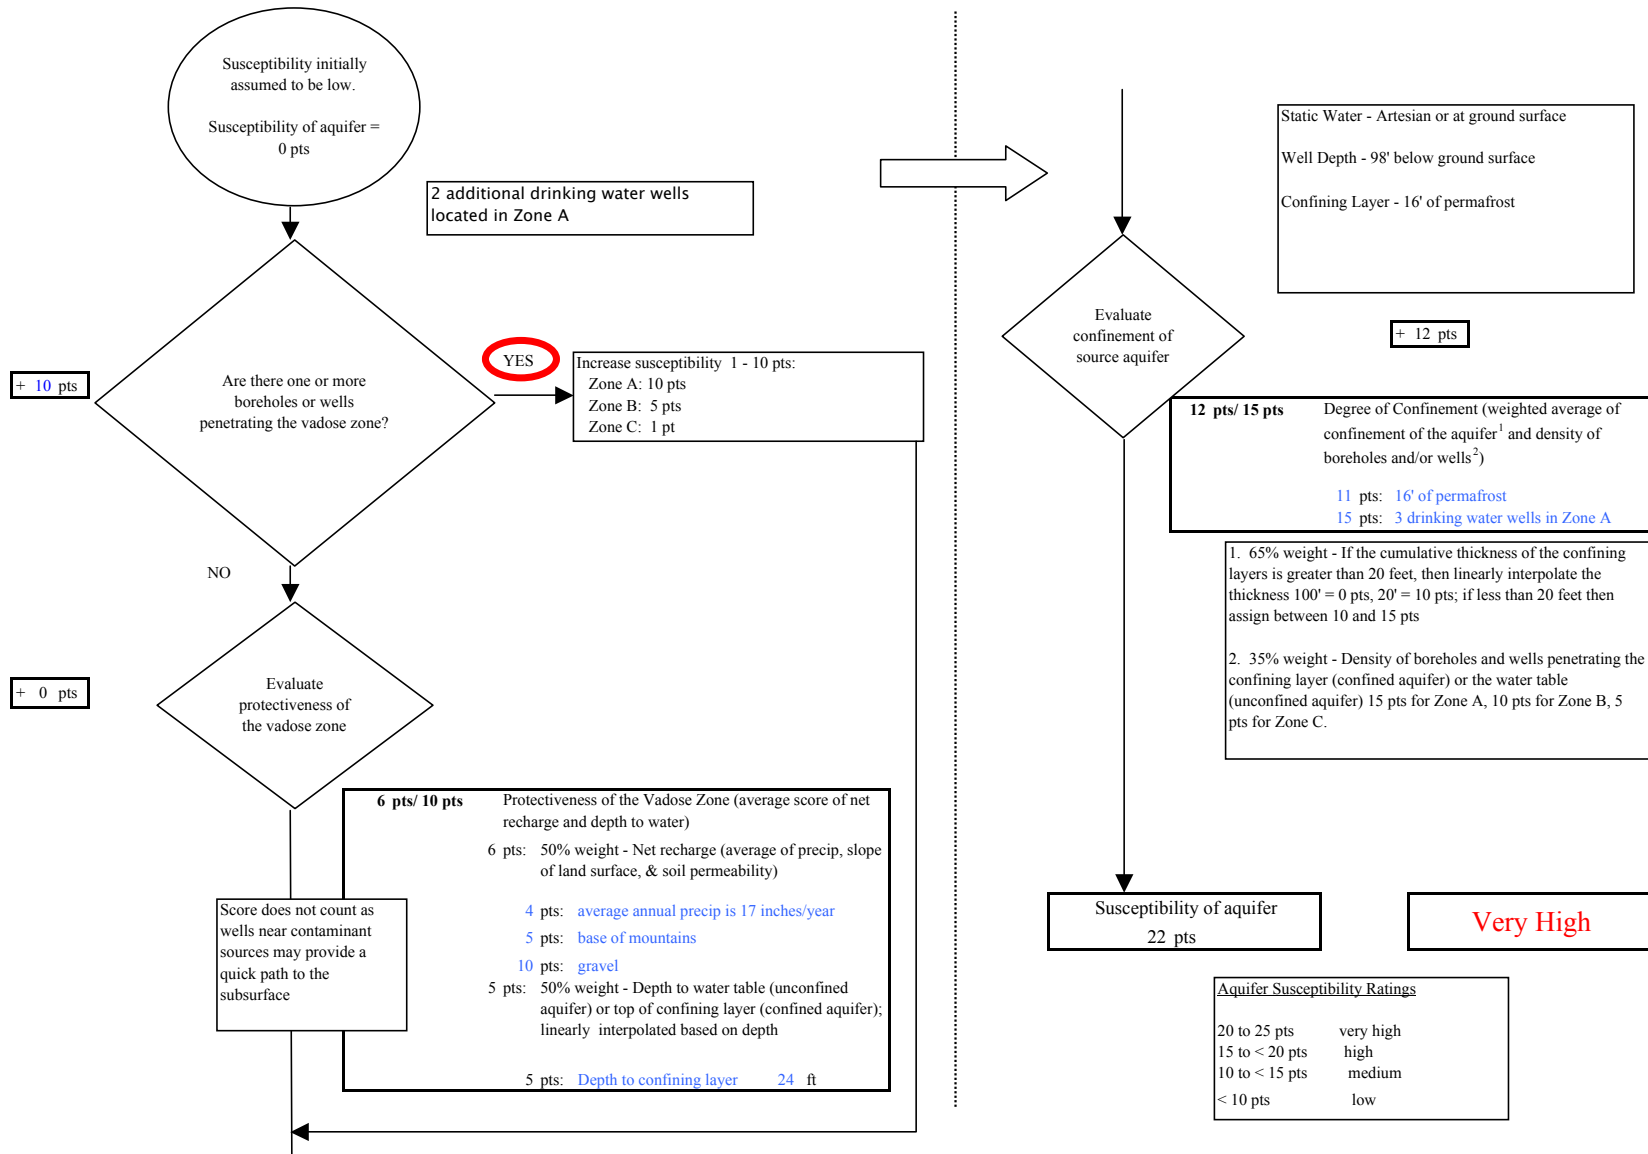 Susceptibility initially
assumed to be low.
Susceptibility of aquifer =
0 pts
2 additional drinking water wells
located in Zone A
+ 10 pts
Are there one or more
boreholes or wells
penetrating the vadose zone?
YES
Increase susceptibility 1 - 10 pts:
Zone A: 10 pts
Zone B: 5 pts
Zone C: 1 pt
NO
+ 0 pts
Evaluate
protectiveness of
the vadose zone
6 pts/ 10 pts Protectiveness of the Vadose Zone (average score of net
recharge and depth to water)
6 pts: 50% weight - Net recharge (average of precip, slope
of land surface, & soil permeability)
4 pts: average annual precip is 17 inches/year
5 pts: base of mountains
10 pts: gravel
5 pts: 50% weight - Depth to water table (unconfined
aquifer) or top of confining layer (confined aquifer);
linearly interpolated based on depth
5 pts: Depth to confining layer 24 ft
Score does not count as
wells near contaminant
sources may provide a
quick path to the
subsurface
Static Water - Artesian or at ground surface
Well Depth - 98' below ground surface
Confining Layer - 16' of permafrost
Evaluate
confinement of
source aquifer
+ 12 pts
12 pts/ 15 pts Degree of Confinement (weighted average of
confinement of the aquifer1 and density of
boreholes and/or wells2)
11 pts: 16' of permafrost
15 pts: 3 drinking water wells in Zone A
1. 65% weight - If the cumulative thickness of the confining
layers is greater than 20 feet, then linearly interpolate the
thickness 100' = 0 pts, 20' = 10 pts; if less than 20 feet then
assign between 10 and 15 pts
2. 35% weight - Density of boreholes and wells penetrating the
confining layer (confined aquifer) or the water table
(unconfined aquifer) 15 pts for Zone A, 10 pts for Zone B, 5
pts for Zone C.
Susceptibility of aquifer
22 pts
Very High
Aquifer Susceptibility Ratings
20 to 25 pts very high
15 to < 20 pts high
10 to < 15 pts medium
< 10 pts low